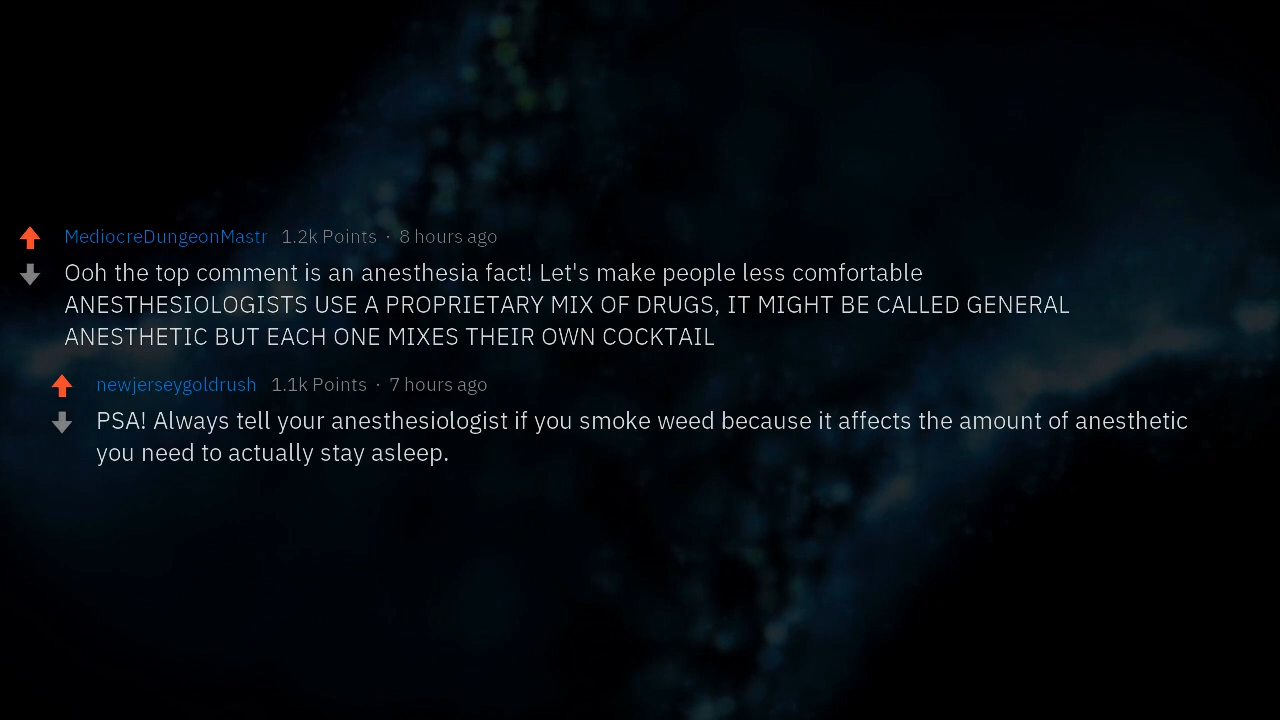 MediocreDungeonMastr 1.2k Points · 8 hours ago
Ooh the top comment is an anesthesia fact! Let's make people less comfortable
ANESTHESIOLOGISTS USE A PROPRIETARY MIX OF DRUGS, IT MIGHT BE CALLED GENERAL
ANESTHETIC BUT EACH ONE MIXES THEIR OWN COCKTAIL
newjerseygoldrush 1.1k Points · 7 hours ago
PSA! Always tell your anesthesiologist if you smoke weed because it affects the amount of anesthetic
you need to actually stay asleep.